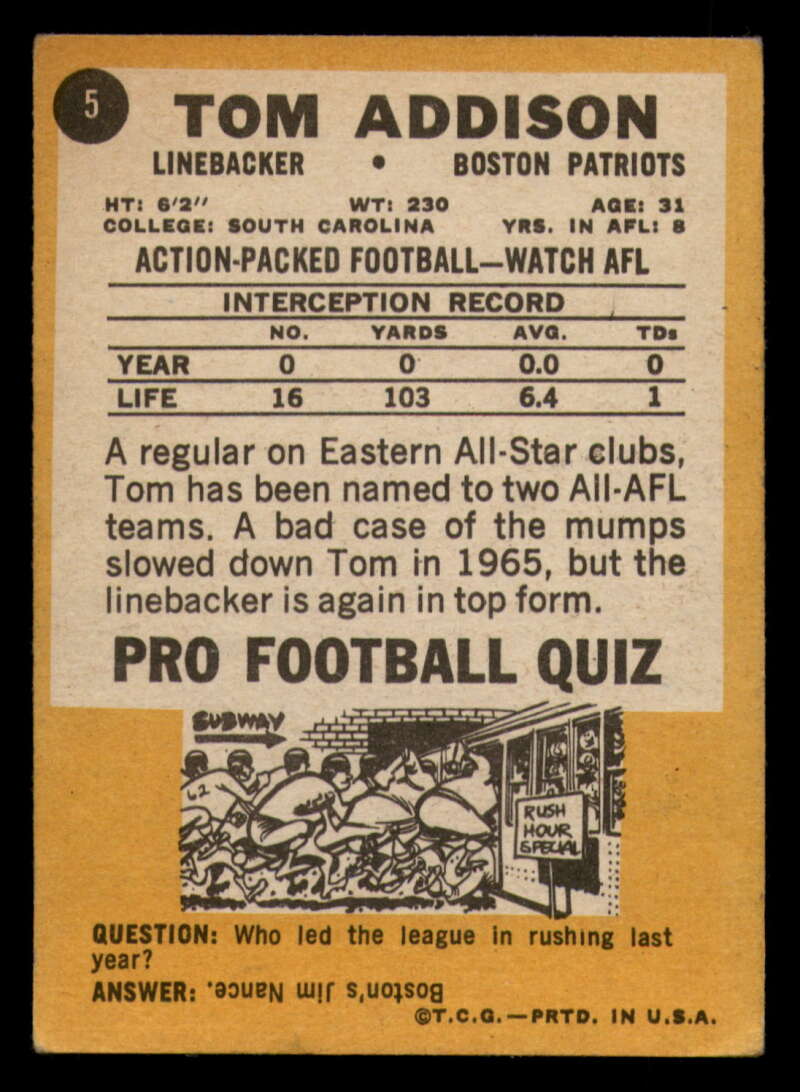 5
TOM ADDISON
LINEBACKER • BOSTON PATRIOTS
HT: 6'2" WT: 230 AGE: 31
COLLEGE: SOUTH CAROLINA YRS. IN AFL: 8
ACTION-PACKED FOOTBALL—WATCH AFL
INTERCEPTION RECORD
NO. YARDS AVG. TDs
YEAR 0 0 0.0 0
LIFE 16 103 6.4 1
A regular on Eastern All-Star clubs,
Tom has been named to two All-AFL
teams. A bad case of the mumps
slowed down Tom in 1965, but the
linebacker is again in top form.
PRO FOOTBALL QUIZ
SUBWAY
62
RUSH
HOUR
SPECIAL
QUESTION: Who led the league in rushing last
year?
ANSWER: Boston's Jim Nance.
©T.C.G.—PRTD. IN U.S.A.